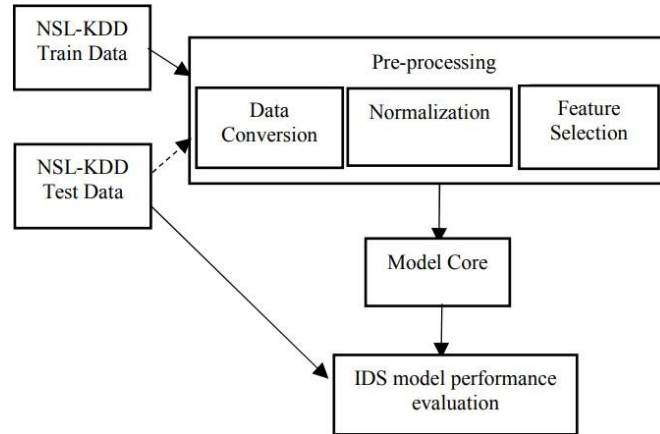 NSL-KDD
Train Data
Pre-processing
Data
Conversion
Normalization
Feature
Selection
NSL-KDD
Test Data
Model Core
IDS model performance
evaluation